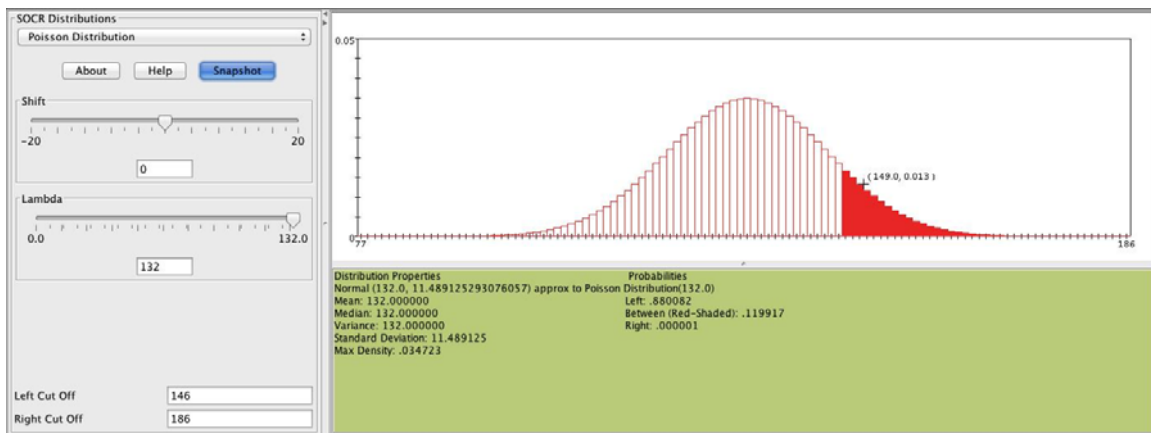 SOCR Distributions
Poisson Distribution
About Help Snapshot
Shift
-20 20
0
Lambda
0.0 132.0
132
Left Cut Off 146
Right Cut Off 186
0.05
(149.0, 0.013 )
0 77 186
Distribution Properties Probabilities
Normal (132.0, 11.489125293076057) approx to Poisson Distribution(132.0)
Mean: 132.000000 Left: .880082
Median: 132.000000 Between (Red-Shaded): .119917
Variance: 132.000000 Right: .000001
Standard Deviation: 11.489125
Max Density: .034723